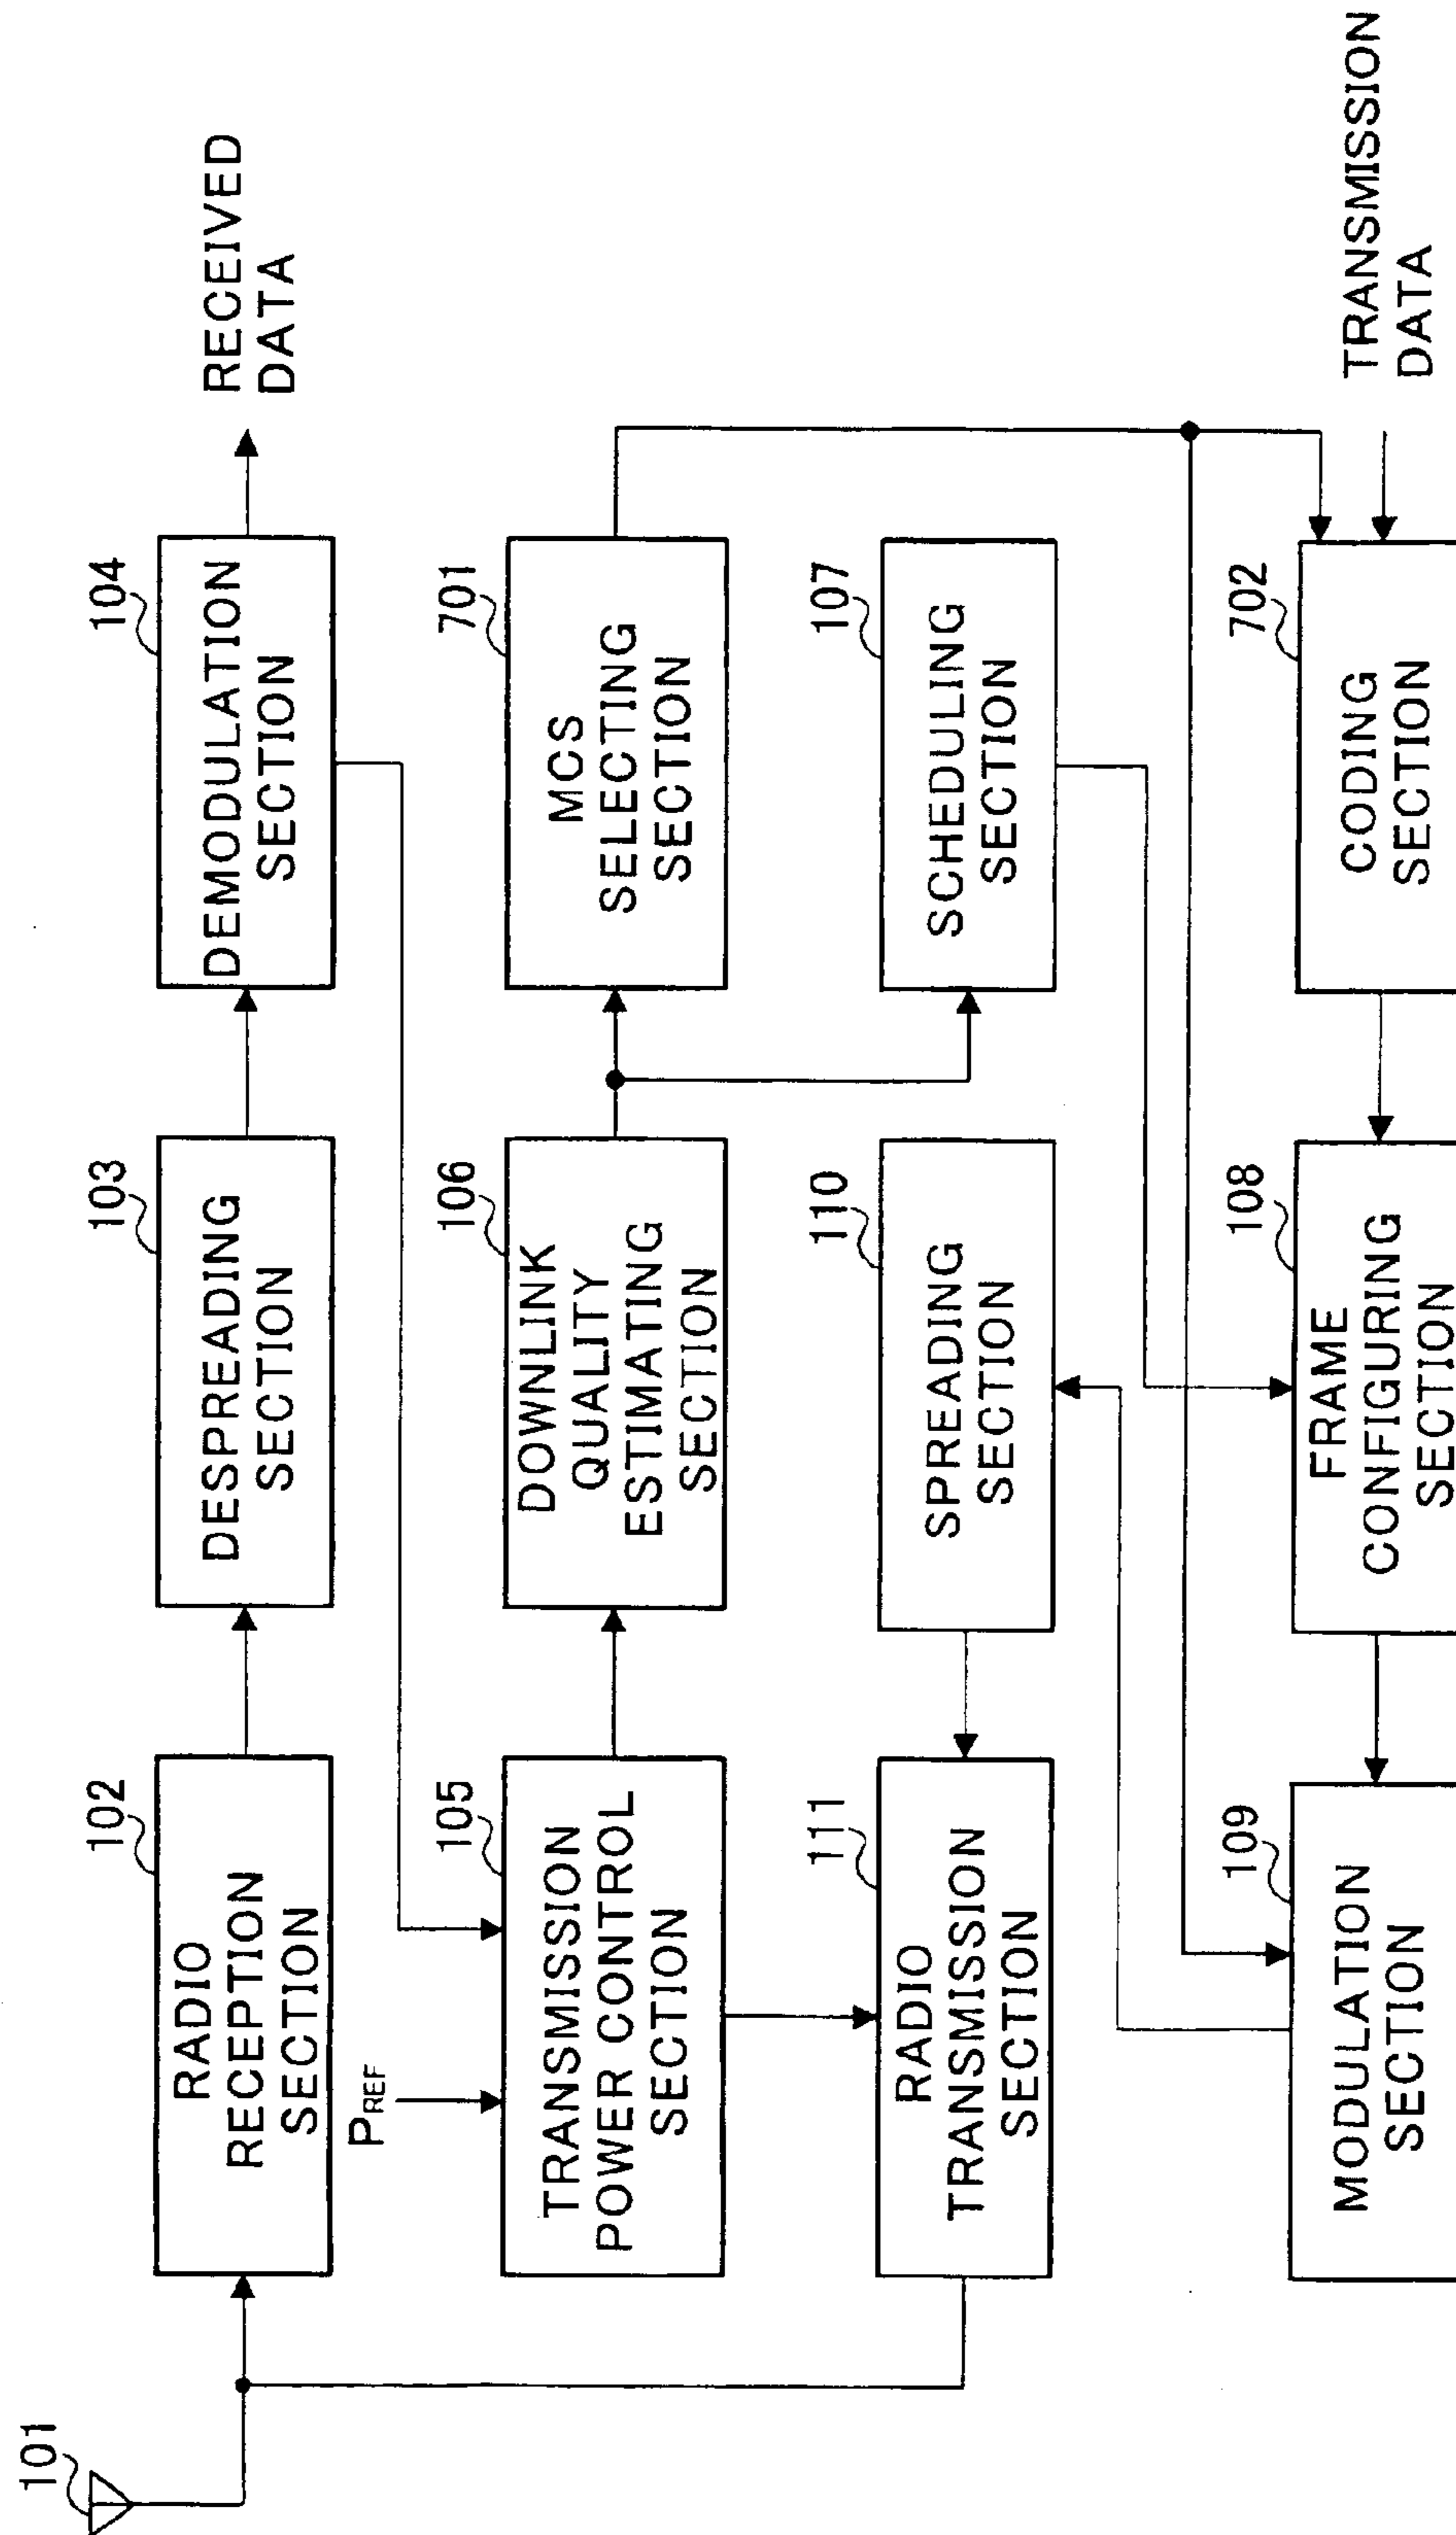 101
102
RADIO
RECEPTION
SECTION
103
DESPREADING
SECTION
104
DEMODULATION
SECTION
RECEIVED
DATA
PREF
105
TRANSMISSION
POWER CONTROL
SECTION
106
DOWNLINK
QUALITY
ESTIMATING
SECTION
701
MCS
SELECTING
SECTION
111
RADIO
TRANSMISSION
SECTION
110
SPREADING
SECTION
107
SCHEDULING
SECTION
109
MODULATION
SECTION
108
FRAME
CONFIGURING
SECTION
702
CODING
SECTION
TRANSMISSION
DATA